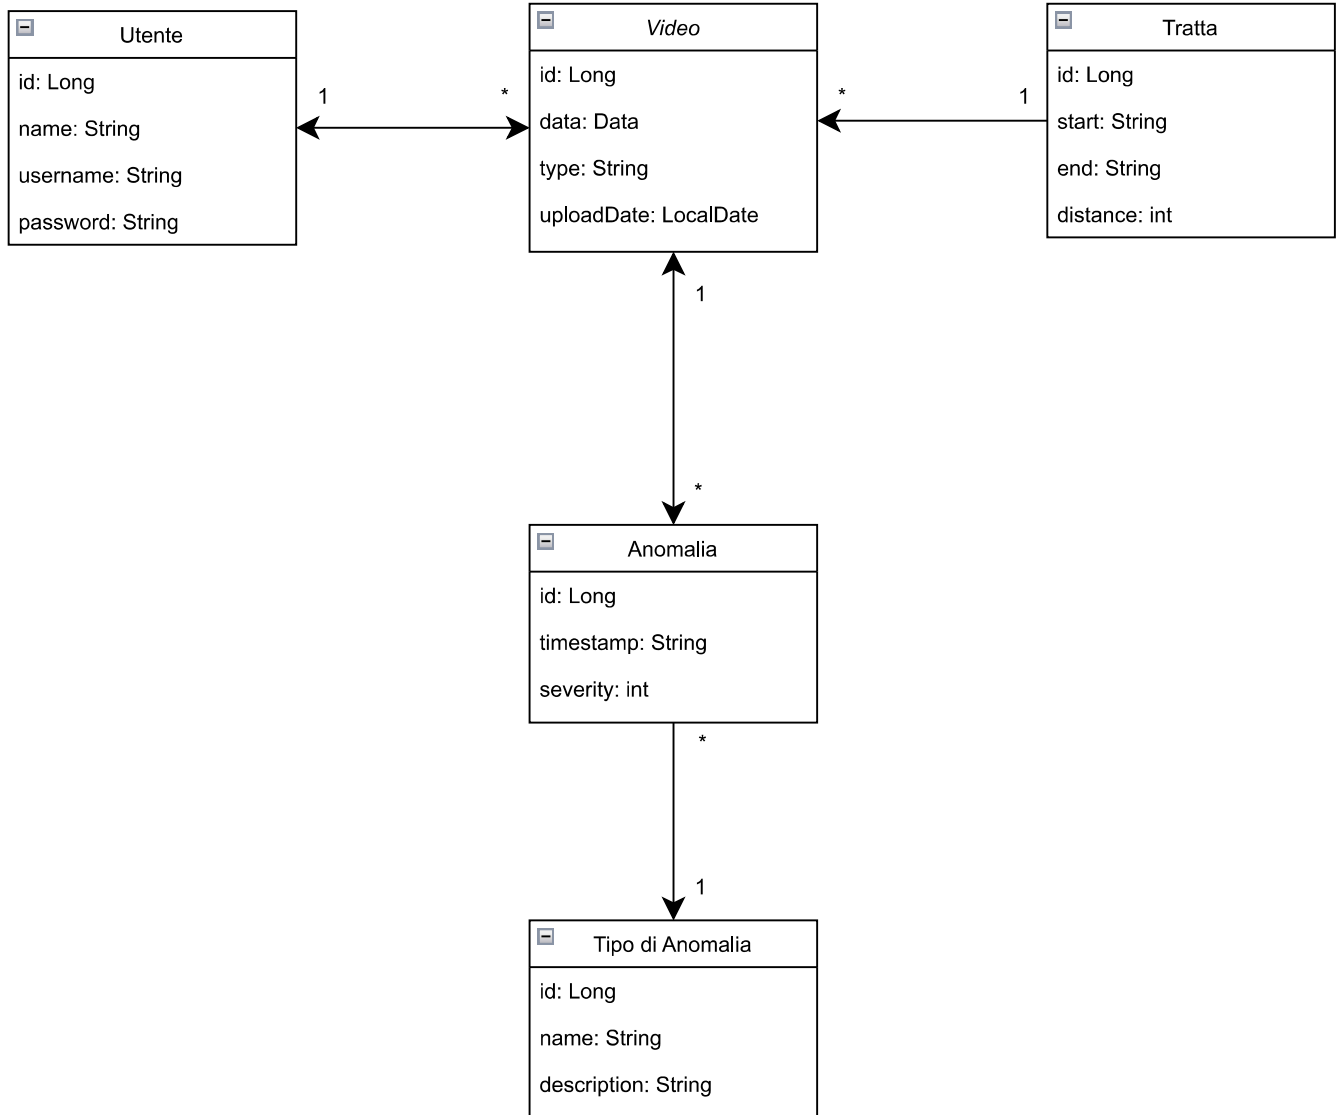 Utente
id: Long
name: String
username: String
password: String
1
*
Video
id: Long
data: Data
type: String
uploadDate: LocalDate
*
1
Tratta
id: Long
start: String
end: String
distance: int
1
*
Anomalia
id: Long
timestamp: String
severity: int
*
1
Tipo di Anomalia
id: Long
name: String
description: String